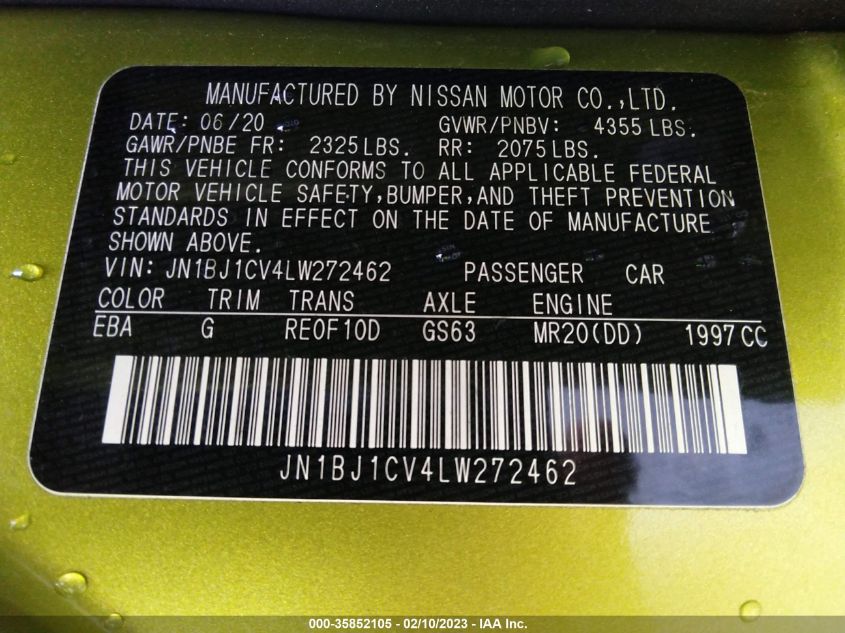 MANUFACTURED BY NISSAN MOTOR CO.,LTD.
DATE: 06/20 GVWR/PNBV: 4355 LBS.
GAWR/PNBE FR: 2325 LBS. RR: 2075 LBS.
THIS VEHICLE CONFORMS TO ALL APPLICABLE FEDERAL
MOTOR VEHICLE SAFETY,BUMPER,AND THEFT PREVENTION
STANDARDS IN EFFECT ON THE DATE OF MANUFACTURE
SHOWN ABOVE.
VIN: JN1BJ1CV4LW272462 PASSENGER CAR
COLOR TRIM TRANS AXLE ENGINE
EBA G RE0F10D GS63 MR20(DD) 1997 CC
JN1BJ1CV4LW272462
000-35852105 — 02/10/2023 — IAA Inc.